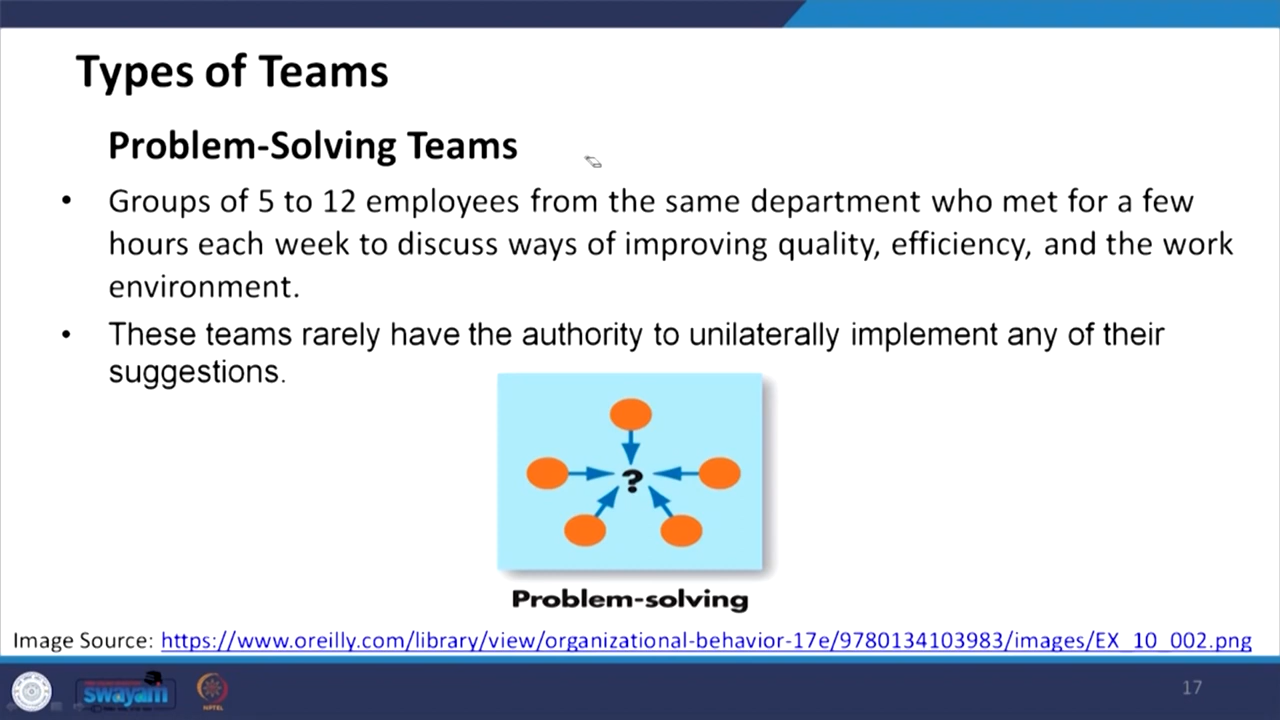 Types of Teams
Problem-Solving Teams
• Groups of 5 to 12 employees from the same department who met for a few
hours each week to discuss ways of improving quality, efficiency, and the work
environment.
• These teams rarely have the authority to unilaterally implement any of their
suggestions.
?
Problem-solving
Image Source: https://www.oreilly.com/library/view/organizational-behavior-17e/9780134103983/images/EX_10_002.png
swayam
NPTEL
17